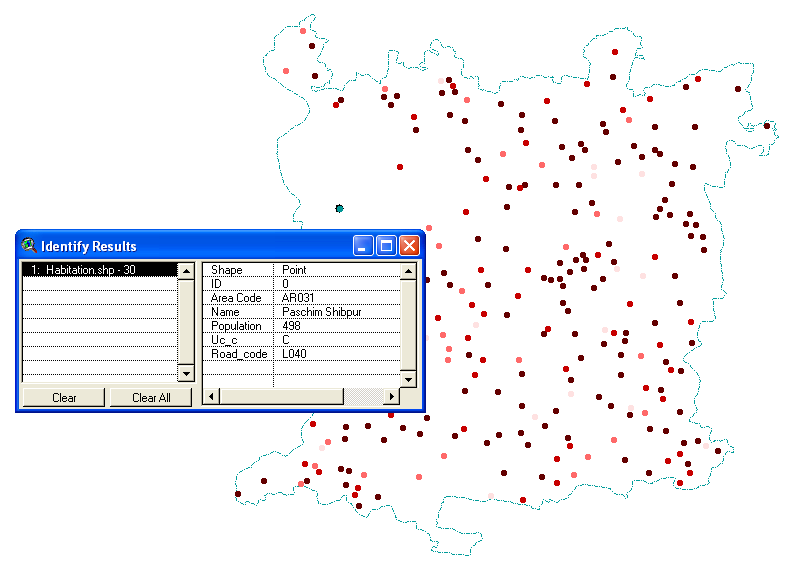 Identify Results
1: Habitation.shp - 30
Shape Point
ID 0
Area Code AR031
Name Paschim Shibpur
Population 498
Uc_c C
Road_code L040
Clear Clear All